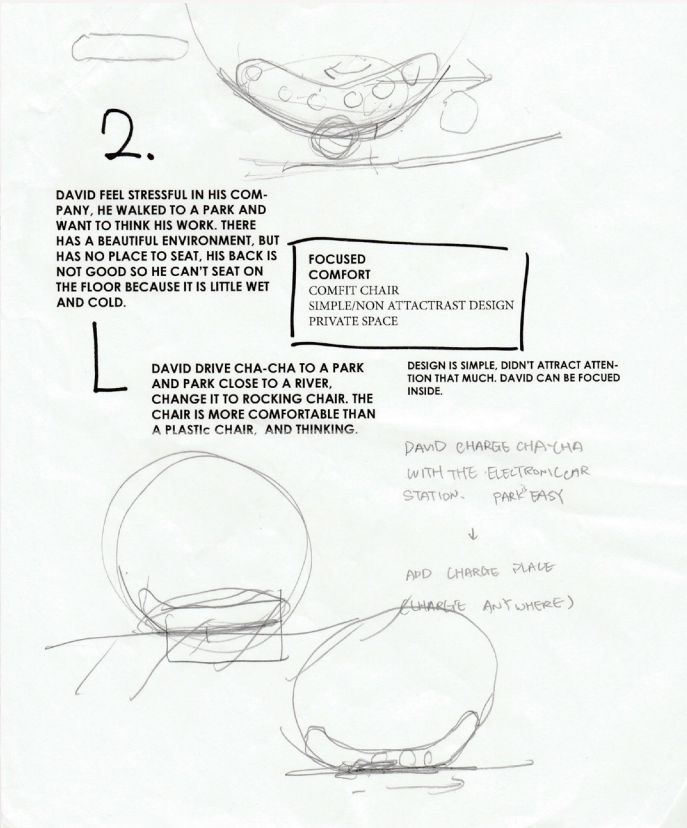 2.
DAVID FEEL STRESSFUL IN HIS COM-
PANY, HE WALKED TO A PARK AND
WANT TO THINK HIS WORK. THERE
HAS A BEAUTIFUL ENVIRONMENT, BUT
HAS NO PLACE TO SEAT, HIS BACK IS
NOT GOOD SO HE CAN'T SEAT ON
THE FLOOR BECAUSE IT IS LITTLE WET
AND COLD.
FOCUSED
COMFORT
COMFIT CHAIR
SIMPLE/NON ATTACTRAST DESIGN
PRIVATE SPACE
DAVID DRIVE CHA-CHA TO A PARK
AND PARK CLOSE TO A RIVER,
CHANGE IT TO ROCKING CHAIR. THE
CHAIR IS MORE COMFORTABLE THAN
A PLASTIc CHAIR, AND THINKING.
DESIGN IS SIMPLE, DIDN'T ATTRACT ATTEN-
TION THAT MUCH. DAVID CAN BE FOCUED
INSIDE.
DAVID CHARGE CHA-CHA
WITH THE ELECTRONIC CAR
STATION. PARK'S EASY
↓
ADD CHARGE PLACE
(CHARGE ANYWHERE)